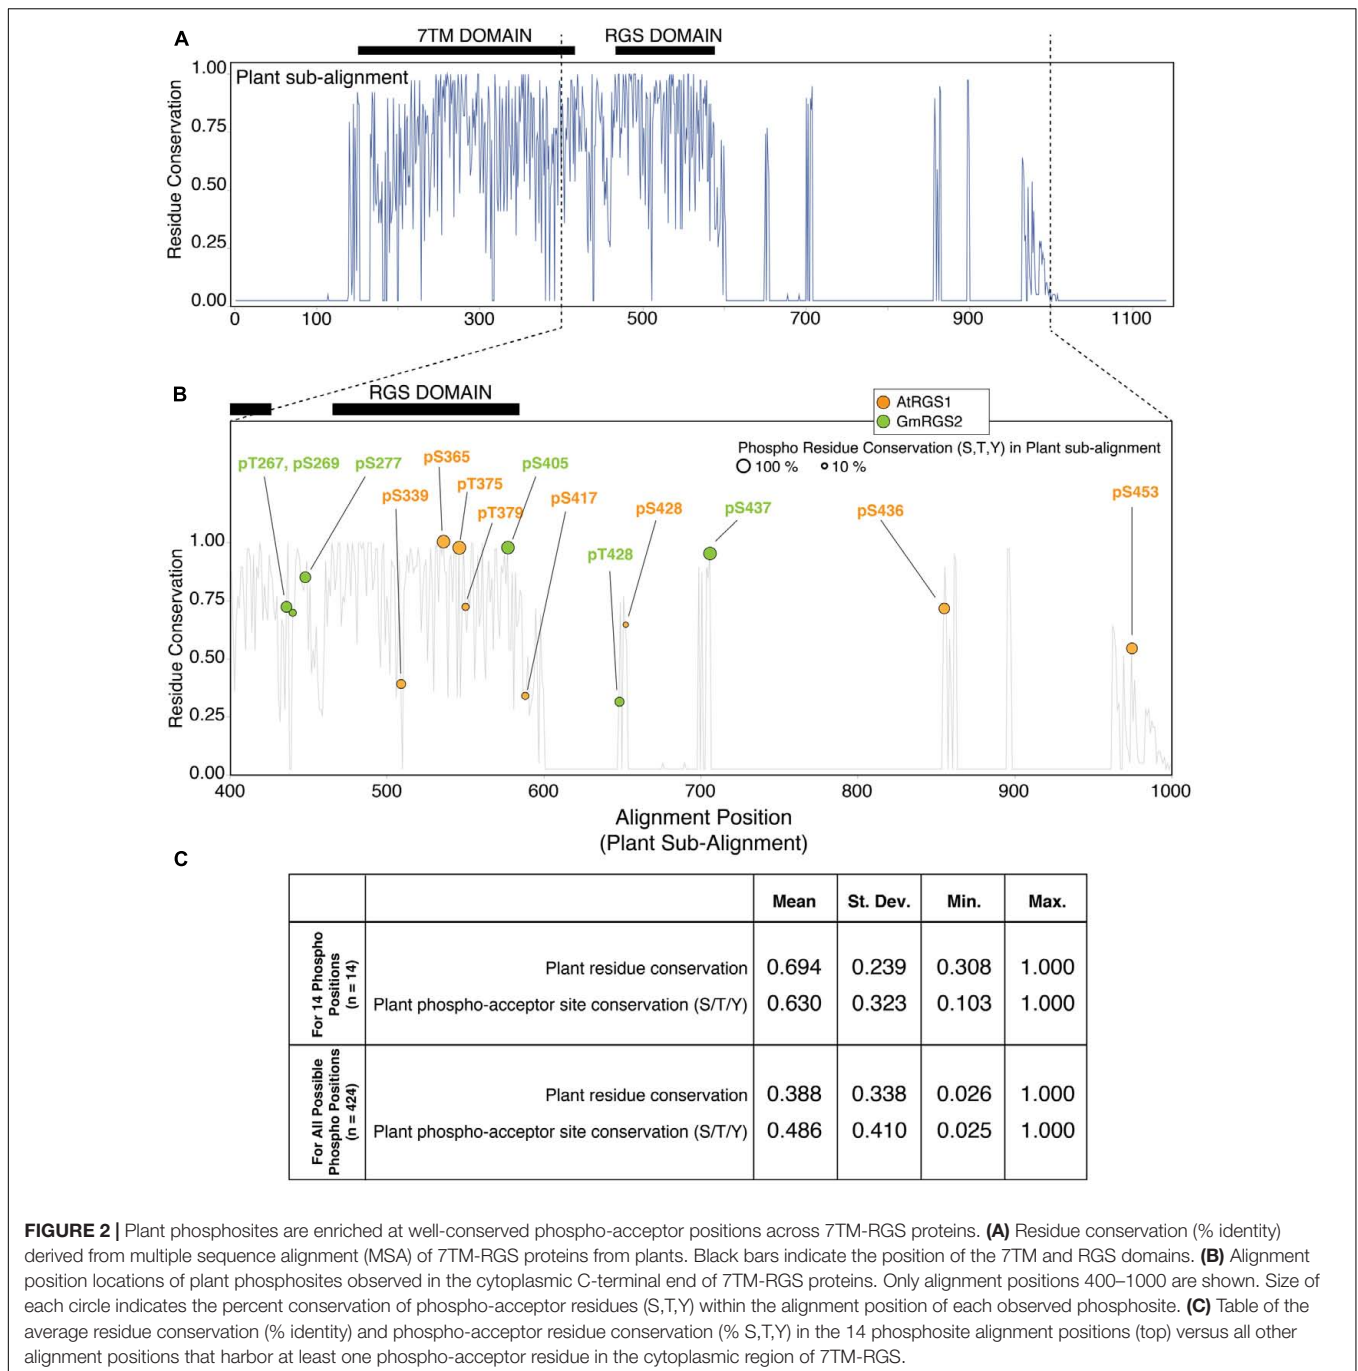 A
7TM DOMAIN
RGS DOMAIN
Plant sub-alignment
Residue Conservation
1.00
0.75
0.50
0.25
0.00
0 100 300 500 700 900 1100
B
RGS DOMAIN
AtRGS1
GmRGS2
Phospho Residue Conservation (S,T,Y) in Plant sub-alignment
100 % 10 %
pT267, pS269
pS277
pS339
pS365
pT375
pT379
pS405
pS417
pT428
pS428
pS437
pS436
pS453
Residue Conservation
1.00
0.75
0.50
0.25
0.00
400 500 600 700 800 900 1000
Alignment Position
(Plant Sub-Alignment)
C
Mean St. Dev. Min. Max.
For 14 Phospho
Positions
(n = 14)
Plant residue conservation 0.694 0.239 0.308 1.000
Plant phospho-acceptor site conservation (S/T/Y) 0.630 0.323 0.103 1.000
For All Possible
Phospho Positions
(n = 424)
Plant residue conservation 0.388 0.338 0.026 1.000
Plant phospho-acceptor site conservation (S/T/Y) 0.486 0.410 0.025 1.000
FIGURE 2 | Plant phosphosites are enriched at well-conserved phospho-acceptor positions across 7TM-RGS proteins. (A) Residue conservation (% identity)
derived from multiple sequence alignment (MSA) of 7TM-RGS proteins from plants. Black bars indicate the position of the 7TM and RGS domains. (B) Alignment
position locations of plant phosphosites observed in the cytoplasmic C-terminal end of 7TM-RGS proteins. Only alignment positions 400–1000 are shown. Size of
each circle indicates the percent conservation of phospho-acceptor residues (S,T,Y) within the alignment position of each observed phosphosite. (C) Table of the
average residue conservation (% identity) and phospho-acceptor residue conservation (% S,T,Y) in the 14 phosphosite alignment positions (top) versus all other
alignment positions that harbor at least one phospho-acceptor residue in the cytoplasmic region of 7TM-RGS.